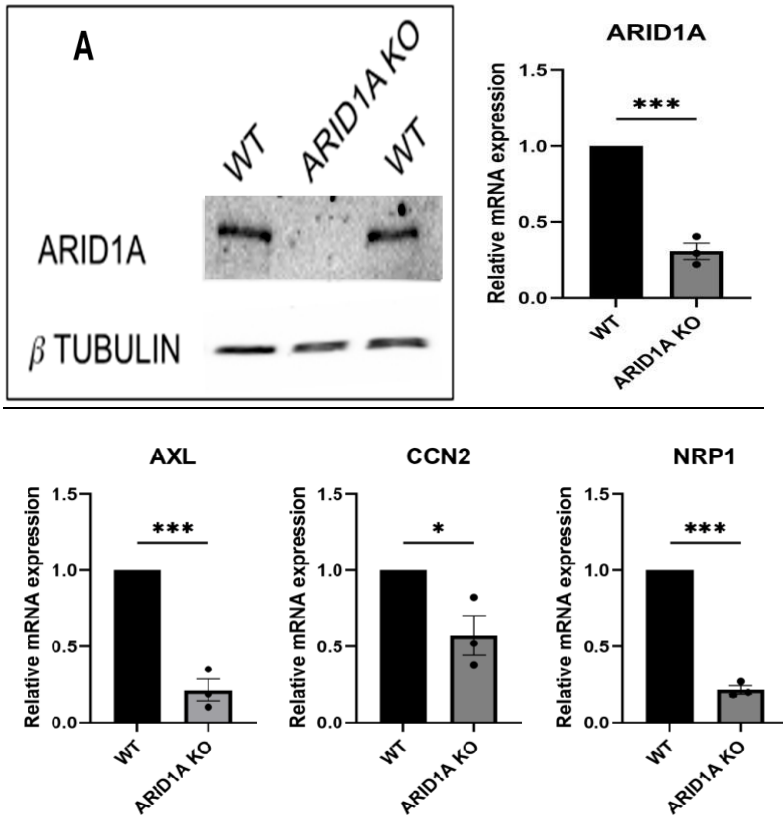 A
WT
ARID1A KO
WT
ARID1A
β TUBULIN
ARID1A
Relative mRNA expression
1.5
1.0
0.5
0.0
***
WT
ARID1A KO
AXL
Relative mRNA expression
1.5
1.0
0.5
0.0
***
WT
ARID1A KO
CCN2
Relative mRNA expression
1.5
1.0
0.5
0.0
*
WT
ARID1A KO
NRP1
Relative mRNA expression
1.5
1.0
0.5
0.0
***
WT
ARID1A KO